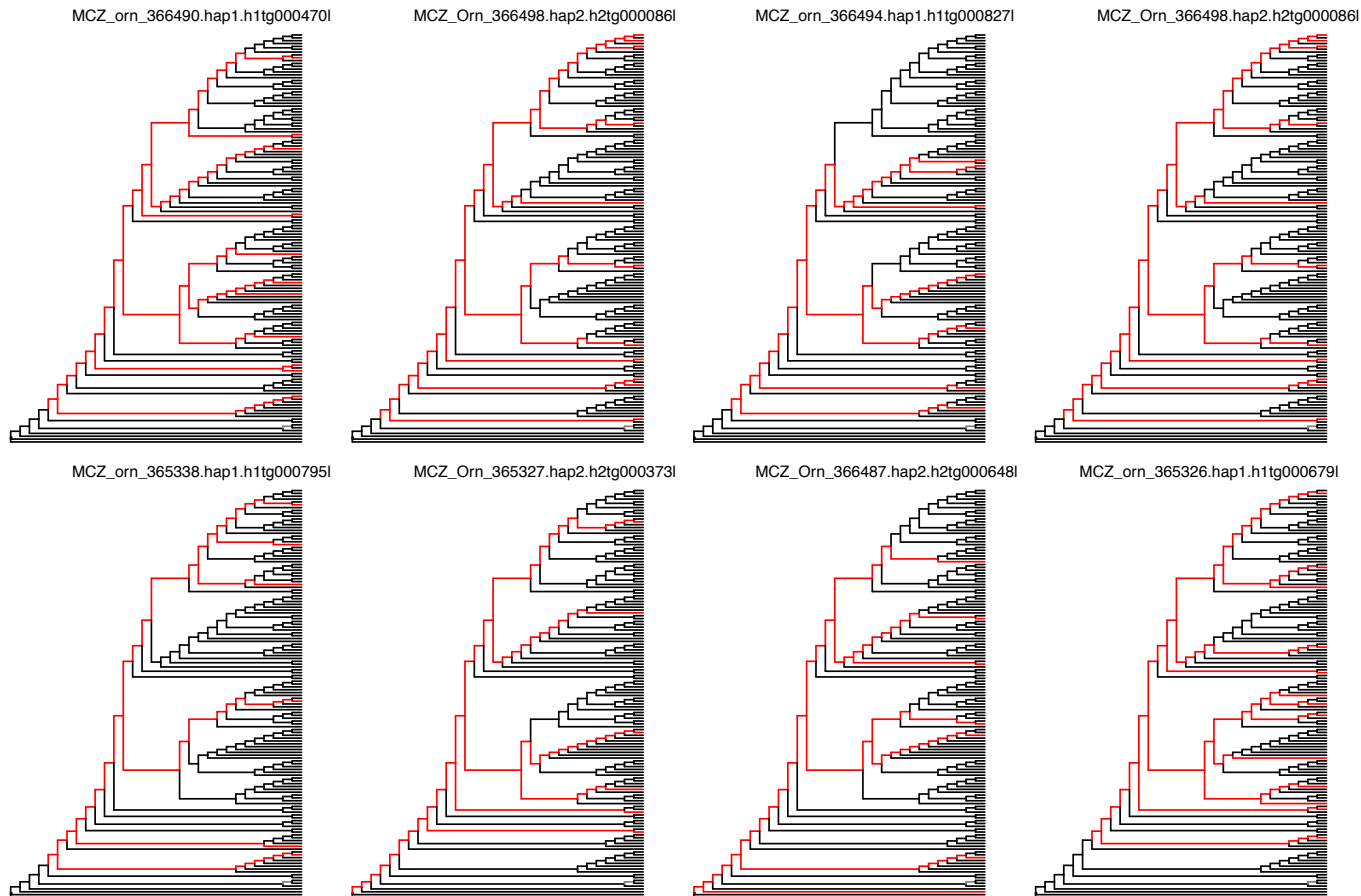 MCZ_orn_366490.hap1.h1tg000470l
MCZ_Orn_366498.hap2.h2tg000086l
MCZ_orn_366494.hap1.h1tg000827l
MCZ_Orn_366498.hap2.h2tg000086l
MCZ_orn_365338.hap1.h1tg000795l
MCZ_Orn_365327.hap2.h2tg000373l
MCZ_Orn_366487.hap2.h2tg000648l
MCZ_orn_365326.hap1.h1tg000679l